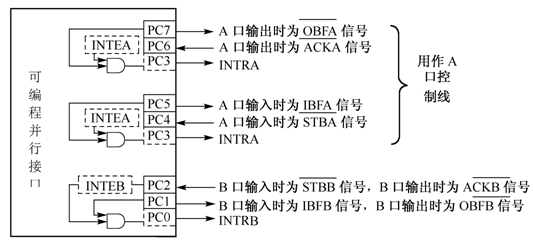 可编程并行接口
PC7 A 口输出时为 OBFA 信号
INTEA PC6 A 口输出时为 ACKA 信号
PC3 INTRA
PC5 A 口输入时为 IBFA 信号
INTEA PC4 A 口输入时为 STBA 信号
PC3 INTRA
用作 A
口控
制线
INTEB PC2 B 口输入时为 STBB 信号，B 口输出时为 ACKB 信号
PC1 B 口输入时为 IBFB 信号，B 口输出时为 OBFB 信号
PC0 INTRB